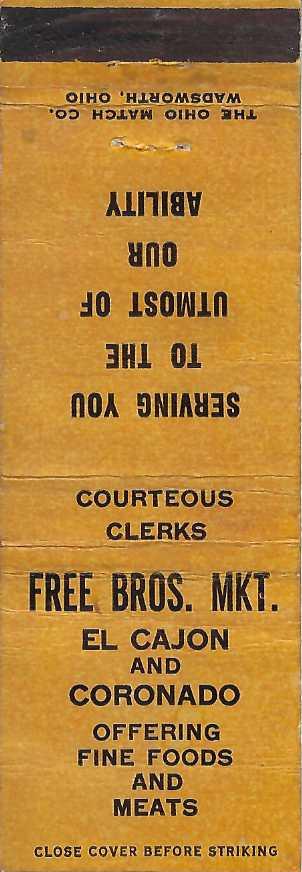 THE OHIO MATCH CO.
WADSWORTH, OHIO
SERVING YOU
TO THE
UTMOST OF
OUR
ABILITY
COURTEOUS
CLERKS
FREE BROS. MKT.
EL CAJON
AND
CORONADO
OFFERING
FINE FOODS
AND
MEATS
CLOSE COVER BEFORE STRIKING